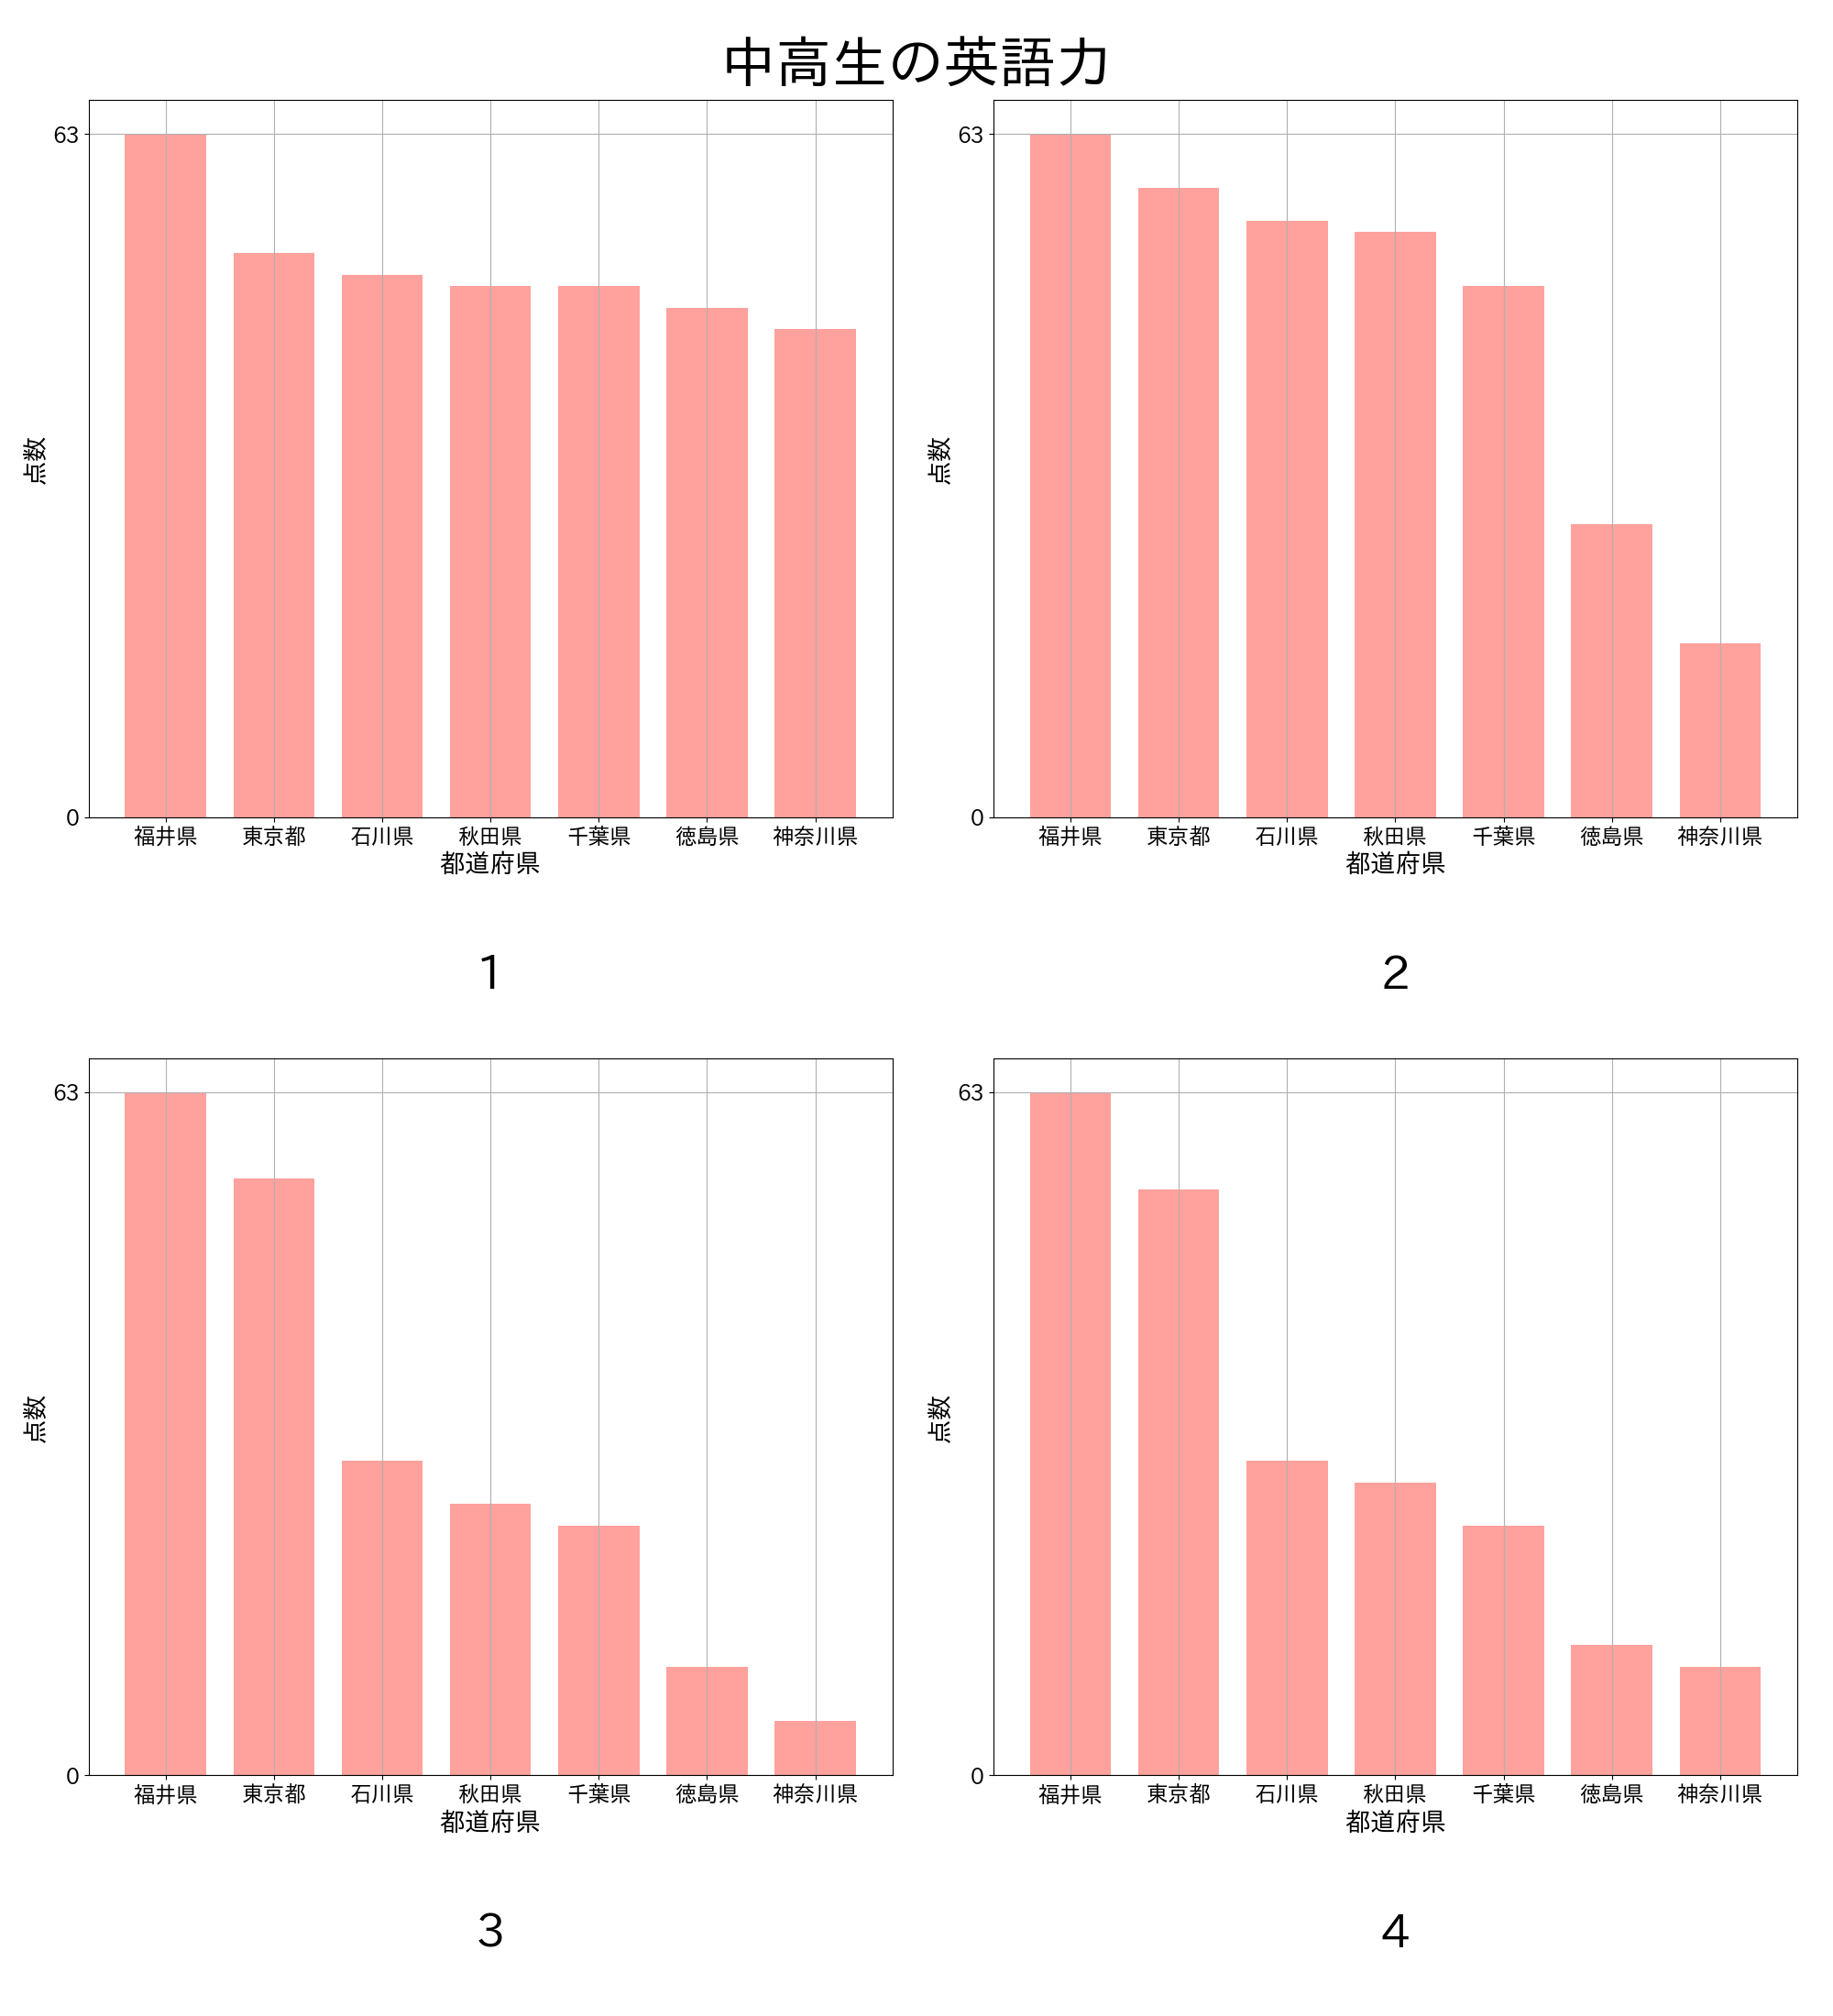 中高生の英語力
63
点数
0
福井県 東京都 石川県 秋田県 千葉県 徳島県 神奈川県
都道府県
1
63
点数
0
福井県 東京都 石川県 秋田県 千葉県 徳島県 神奈川県
都道府県
2
63
点数
0
福井県 東京都 石川県 秋田県 千葉県 徳島県 神奈川県
都道府県
3
63
点数
0
福井県 東京都 石川県 秋田県 千葉県 徳島県 神奈川県
都道府県
4